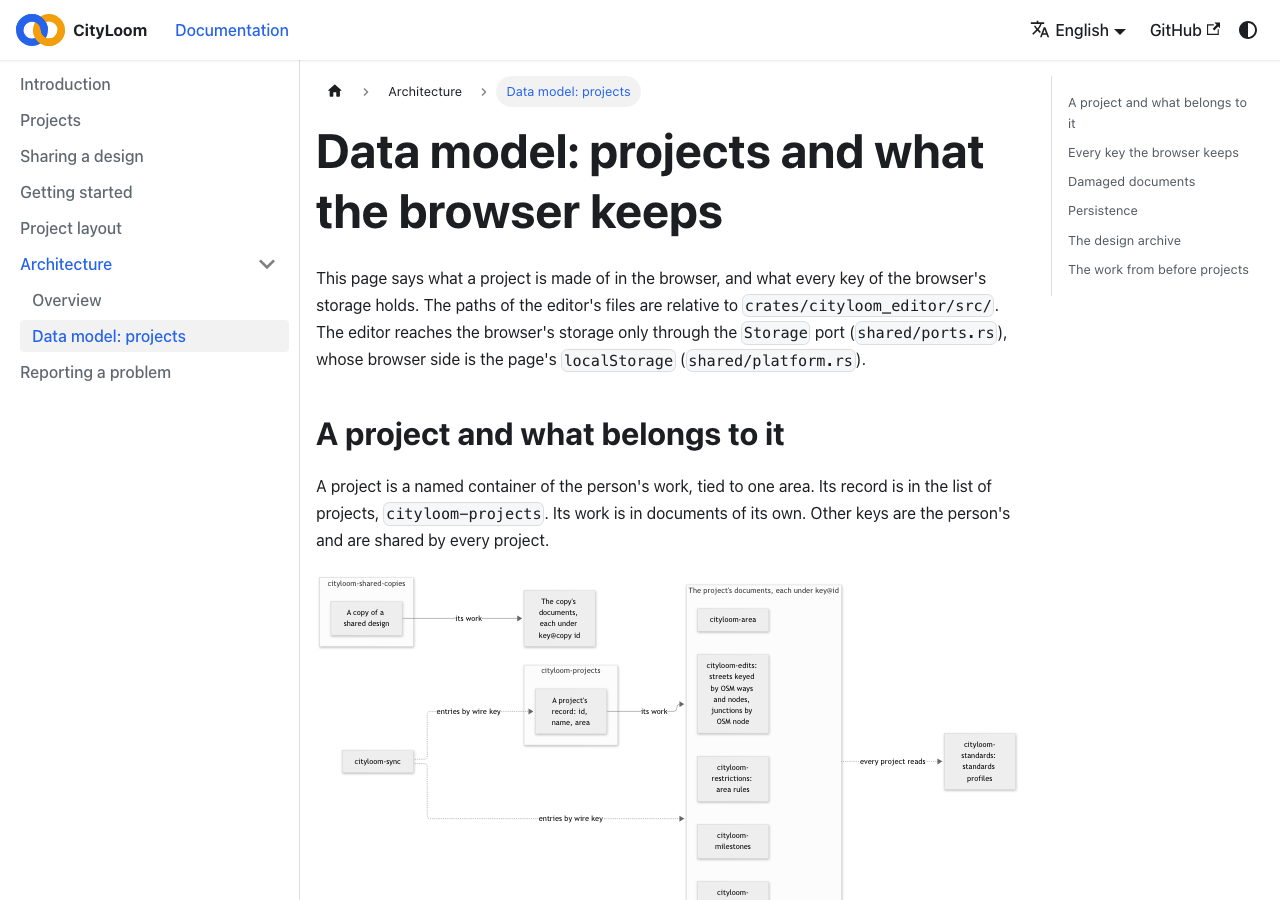 CityLoom
Documentation
English
GitHub
Introduction
Projects
Sharing a design
Getting started
Project layout
Architecture
Overview
Data model: projects
Reporting a problem
Architecture
Data model: projects
Data model: projects and what
the browser keeps
This page says what a project is made of in the browser, and what every key of the browser's
storage holds. The paths of the editor's files are relative to crates/cityloom_editor/src/.
The editor reaches the browser's storage only through the Storage port (shared/ports.rs),
whose browser side is the page's localStorage (shared/platform.rs).
A project and what belongs to it
A project is a named container of the person's work, tied to one area. Its record is in the list of
projects, cityloom-projects. Its work is in documents of its own. Other keys are the person's
and are shared by every project.
cityloom-shared-copies
A copy of a
shared design
its work
The copy's
documents,
each under
key@copy id
cityloom-projects
A project's
record: id,
name, area
entries by wire key
its work
cityloom-sync
entries by wire key
The project's documents, each under key@id
cityloom-area
cityloom-edits:
streets keyed
by OSM ways
and nodes,
junctions by
OSM node
cityloom-
restrictions:
area rules
cityloom-
milestones
cityloom-
every project reads
cityloom-
standards:
standards
profiles
A project and what belongs to
it
Every key the browser keeps
Damaged documents
Persistence
The design archive
The work from before projects